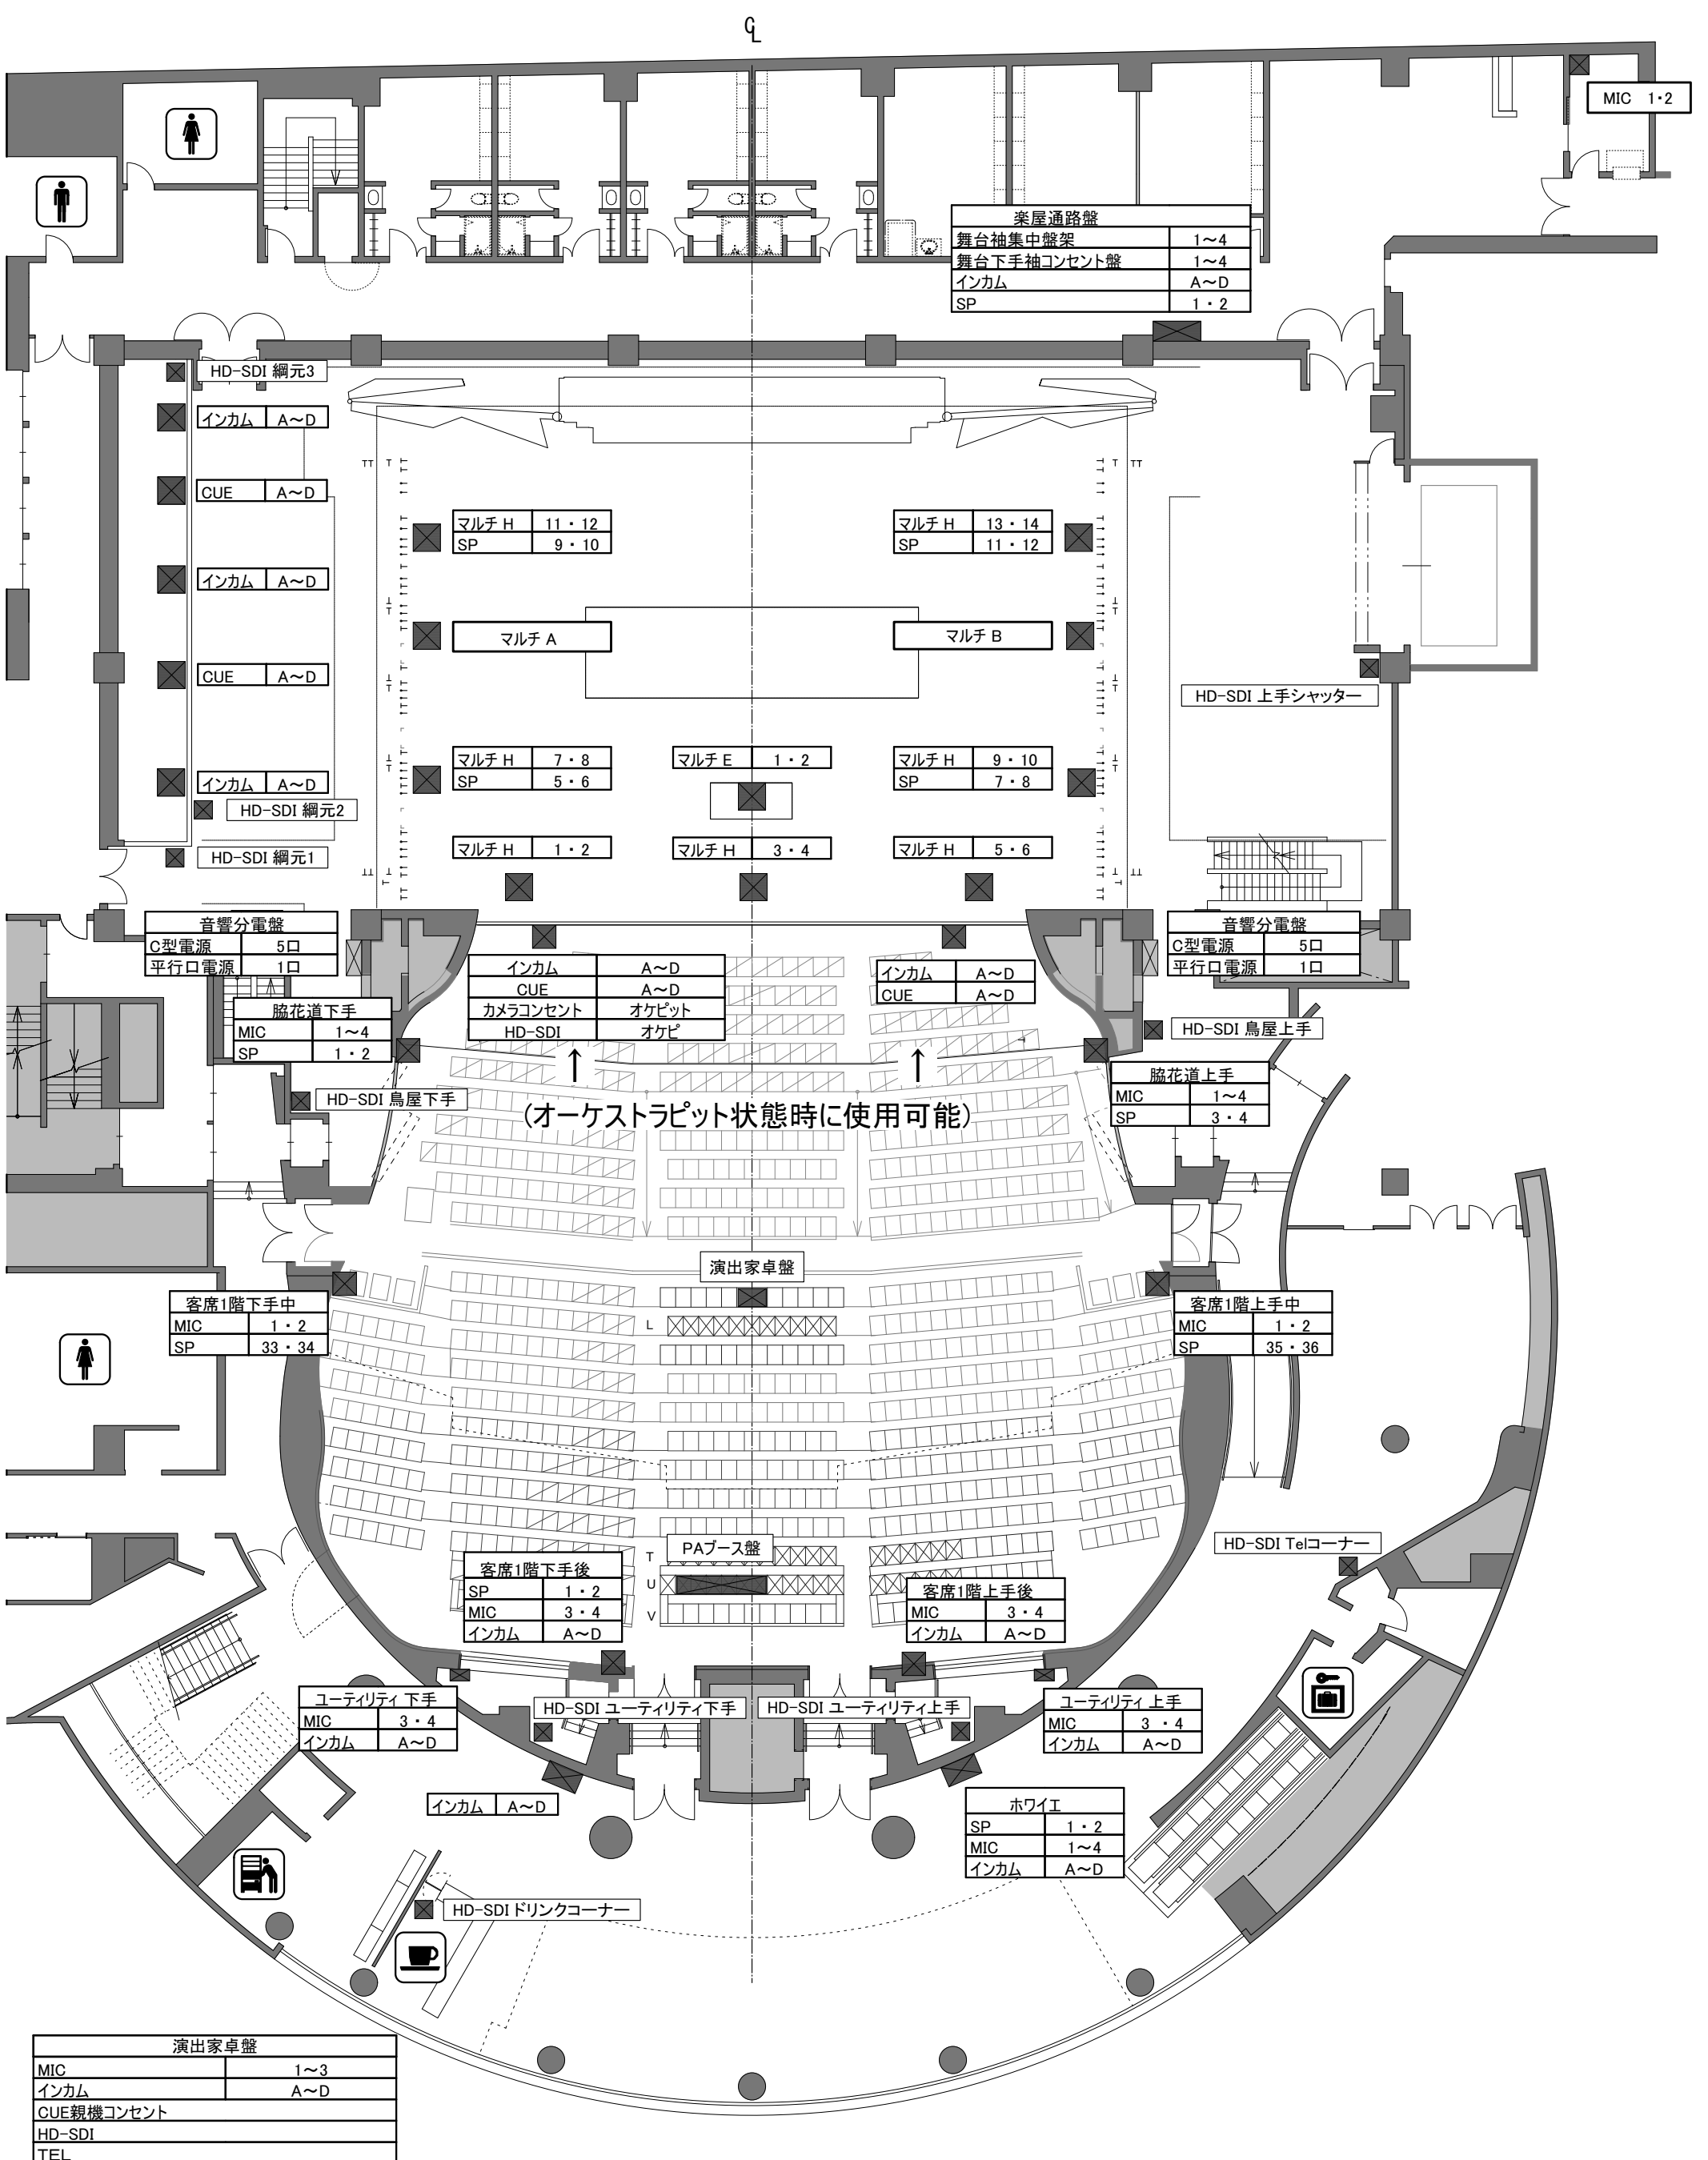 CL
MIC 1・2
楽屋通路盤
舞台袖集中盤架 1～4
舞台下手袖コンセント盤 1～4
インカム A～D
SP 1・2
HD-SDI 綱元3
インカム A～D
CUE A～D
マルチ H 11・12
SP 9・10
マルチ H 13・14
SP 11・12
インカム A～D
マルチ A
マルチ B
CUE A～D
HD-SDI 上手シャッター
マルチ H 7・8
SP 5・6
マルチ E 1・2
マルチ H 9・10
SP 7・8
インカム A～D
HD-SDI 綱元2
HD-SDI 綱元1
マルチ H 1・2
マルチ H 3・4
マルチ H 5・6
音響分電盤
C型電源 5口
平行口電源 1口
音響分電盤
C型電源 5口
平行口電源 1口
インカム A～D
CUE A～D
カメラコンセント オケピット
HD-SDI オケピ
インカム A～D
CUE A～D
脇花道下手
MIC 1～4
SP 1・2
HD-SDI 鳥屋上手
HD-SDI 鳥屋下手
脇花道上手
MIC 1～4
SP 3・4
(オーケストラピット状態時に使用可能)
演出家卓盤
客席1階下手中
MIC 1・2
SP 33・34
L
客席1階上手中
MIC 1・2
SP 35・36
HD-SDI Telコーナー
PAブース盤
T
U
V
客席1階下手後
SP 1・2
MIC 3・4
インカム A～D
客席1階上手後
MIC 3・4
インカム A～D
ユーティリティ 下手
MIC 3・4
インカム A～D
HD-SDI ユーティリティ下手
HD-SDI ユーティリティ上手
ユーティリティ 上手
MIC 3 ・4
インカム A～D
インカム A～D
ホワイエ
SP 1・2
MIC 1～4
インカム A～D
HD-SDI ドリンクコーナー
演出家卓盤
MIC 1～3
インカム A～D
CUE親機コンセント
HD-SDI
TEL